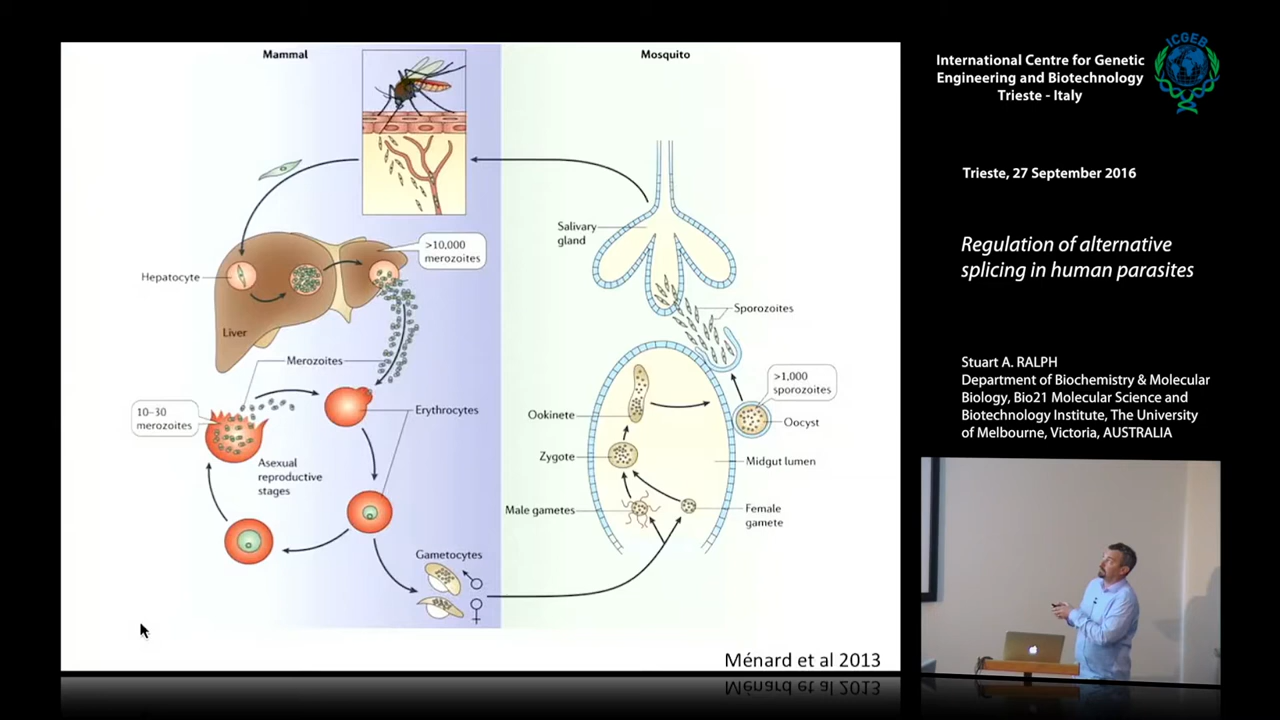 Mammal
Mosquito
Salivary
gland
>10,000
merozoites
Hepatocyte
Liver
Sporozoites
Merozoites
>1,000
sporozoites
10–30
merozoites
Erythrocytes
Ookinete
Oocyst
Asexual
reproductive
stages
Zygote
Midgut lumen
Male gametes
Female
gamete
Gametocytes
Ménard et al 2013
International Centre for Genetic
Engineering and Biotechnology
Trieste - Italy
ICGEB
Trieste, 27 September 2016
Regulation of alternative
splicing in human parasites
Stuart A. RALPH
Department of Biochemistry & Molecular
Biology, Bio21 Molecular Science and
Biotechnology Institute, The University
of Melbourne, Victoria, AUSTRALIA